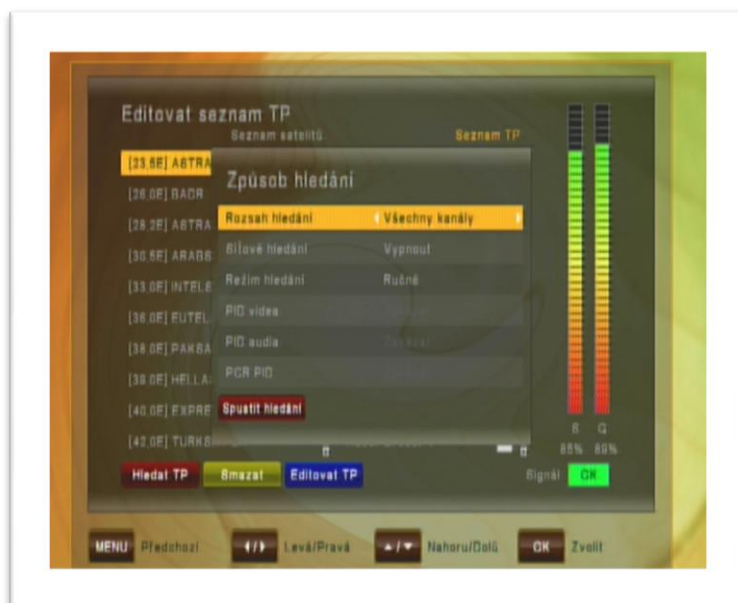 Editovat seznam TP
Seznam satelitů Seznam TP
[23,5E] ASTRA
[26,0E] BADR
[28,2E] ASTRA
[30,5E] ARABS
[33,0E] INTELS
[36,0E] EUTEL
[38,0E] PAKSA
[39,0E] HELLAS
[40,0E] EXPRE
[42,0E] TURKS
Způsob hledání
Rozsah hledání Všechny kanály
Síťové hledání Vypnout
Režim hledání Ručně
PID videa
PID audia
PCR PID
Spustit hledání
S Q
85% 89%
Hledat TP Smazat Editovat TP Signál OK
MENU Předchozí Levá/Pravá Nahoru/Dolů OK Zvolit